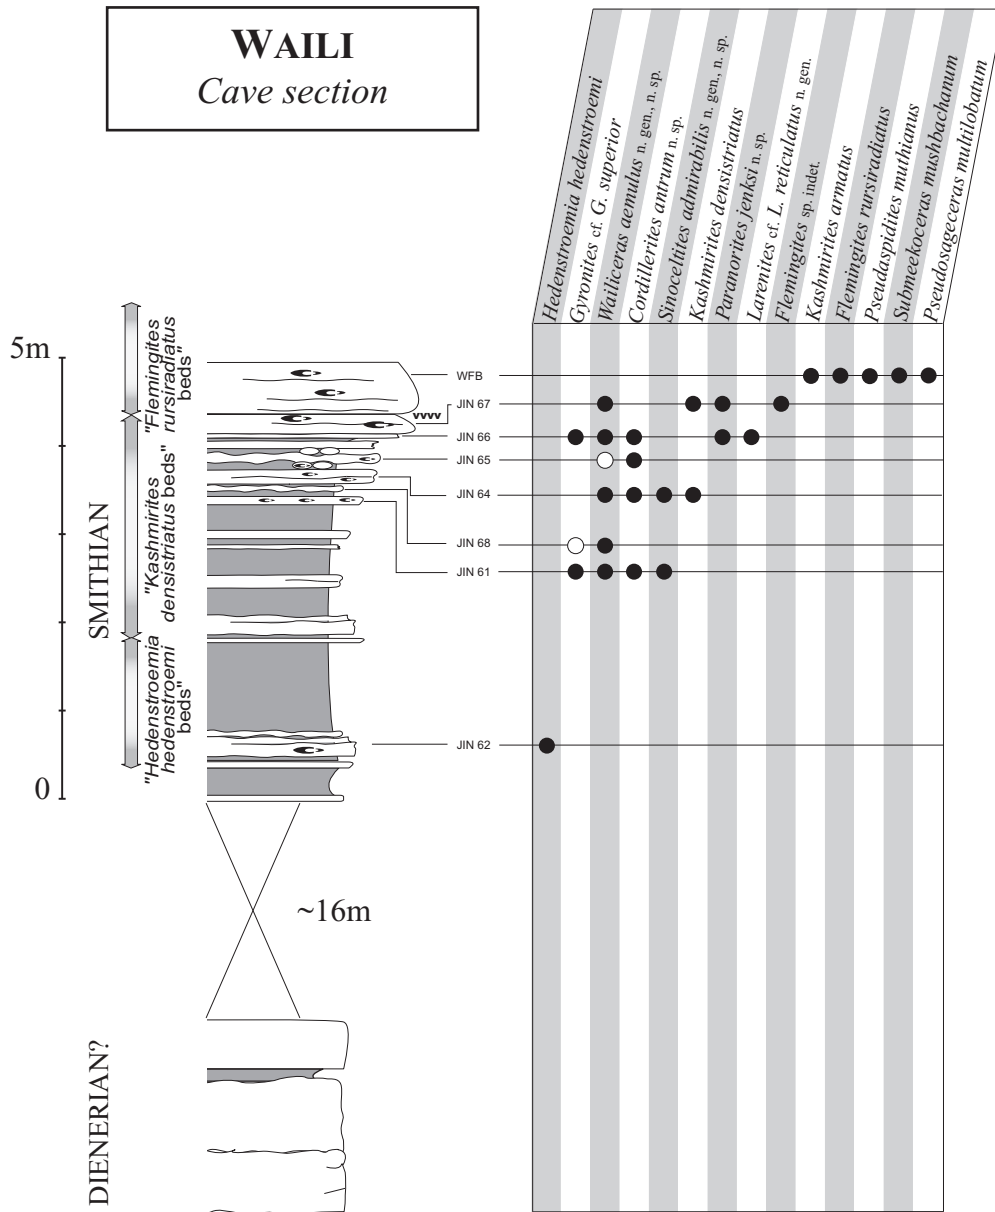 WAILI
Cave section
Hedenstroemia hedenstroemi
Gyronites cf. G. superior
Wailiceras aemulus n. gen., n. sp.
Cordillerites antrum n. sp.
Sinoceltites admirabilis n. gen., n. sp.
Kashmirites densistriatus
Paranorites jenksi n. sp.
Larenites cf. L. reticulatus n. gen.
Flemingites sp. indet.
Kashmirites armatus
Flemingites rursiradiatus
Pseudaspidites muthianus
Submeekoceras mushbachanum
Pseudosageceras multilobatum
5m
0
SMITHIAN
DIENERIAN?
"Flemingites
rursiradiatus
beds"
"Kashmirites
densistriatus beds"
"Hedenstroemia
hedenstroemi
beds"
vvvv
WFB
JIN 67
JIN 66
JIN 65
JIN 64
JIN 68
JIN 61
JIN 62
~16m